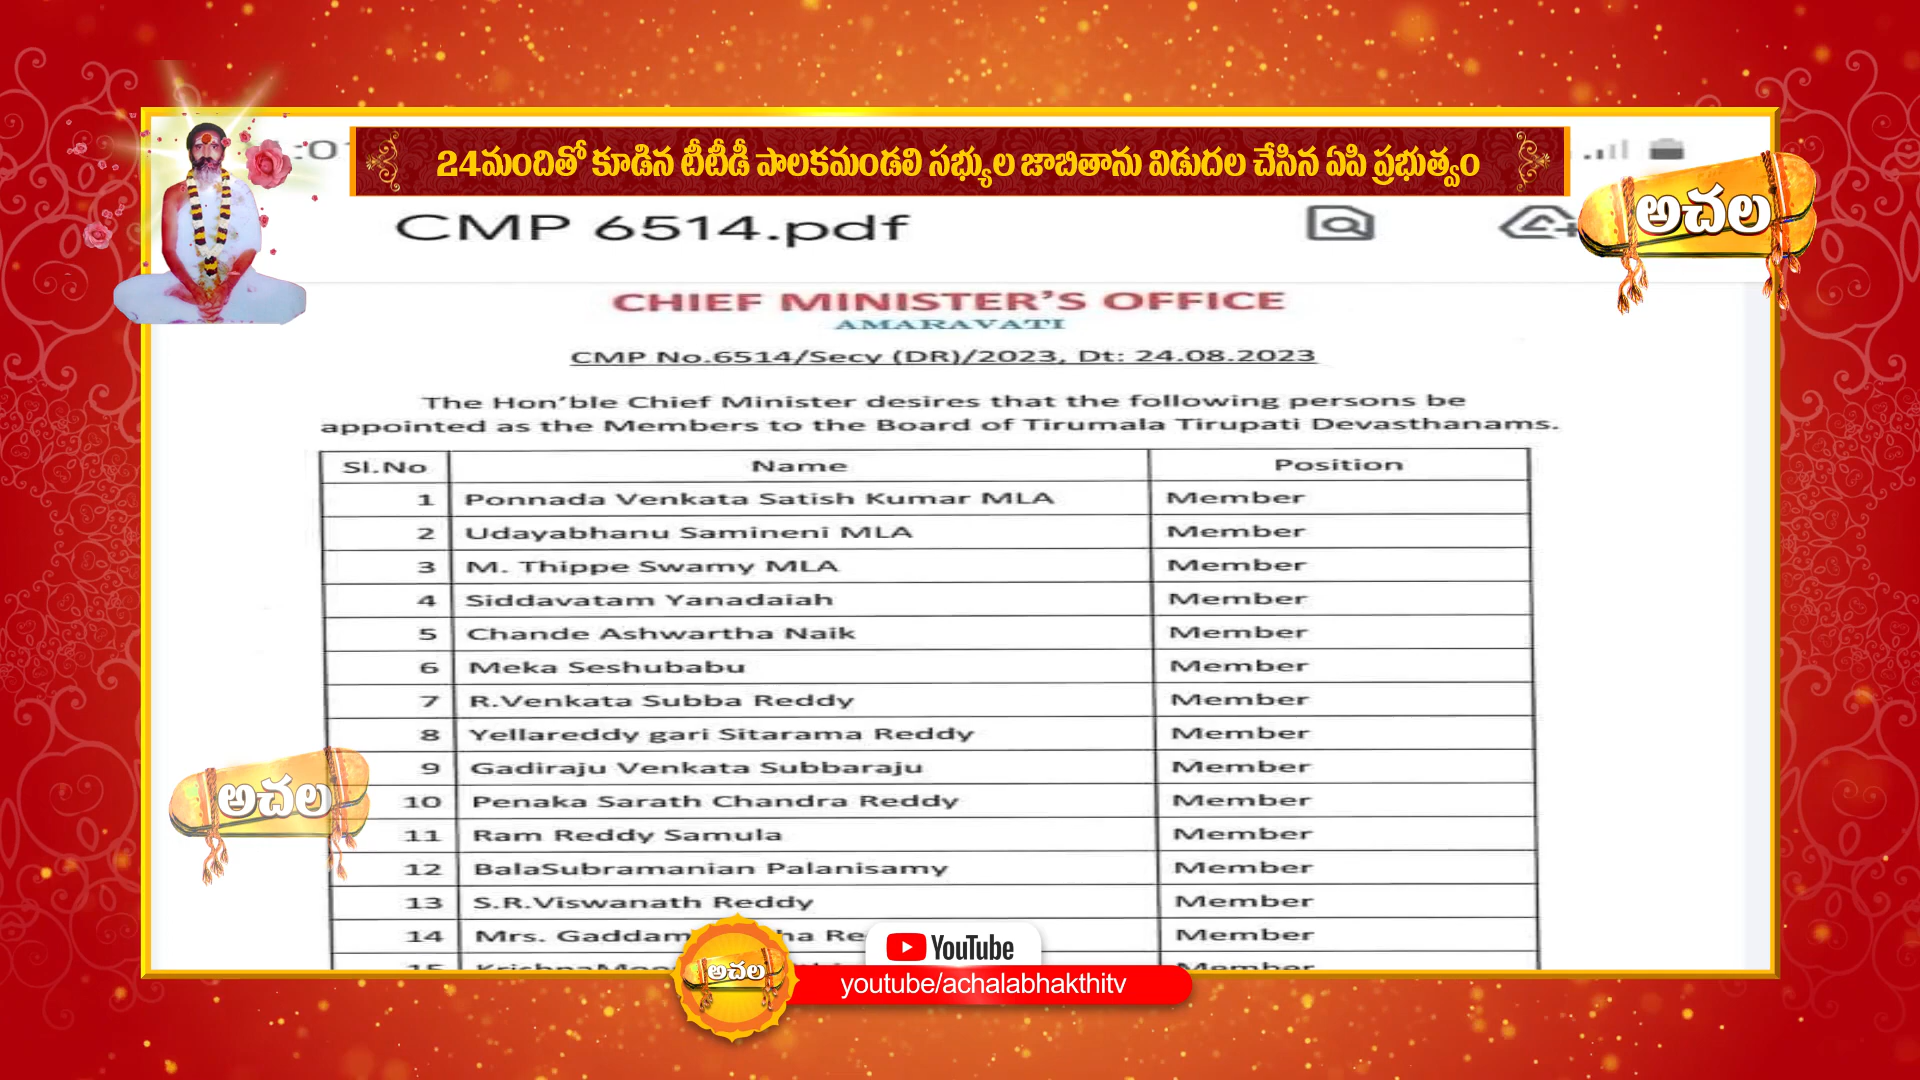 24మందితో కూడిన టీటీడీ పాలకమండలి సభ్యుల జాబితాను విడుదల చేసిన ఏపి ప్రభుత్వం
అచల
CMP 6514.pdf
CHIEF MINISTER'S OFFICE
AMARAVATI
CMP No.6514/Secy (DR)/2023, Dt: 24.08.2023
The Hon'ble Chief Minister desires that the following persons be
appointed as the Members to the Board of Tirumala Tirupati Devasthanams.
Sl.No Name Position
1 Ponnada Venkata Satish Kumar MLA Member
2 Udayabhanu Samineni MLA Member
3 M. Thippe Swamy MLA Member
4 Siddavatam Yanadaiah Member
5 Chande Ashwartha Naik Member
6 Meka Seshubabu Member
7 R.Venkata Subba Reddy Member
8 Yellareddy gari Sitarama Reddy Member
9 Gadiraju Venkata Subbaraju Member
అచల
10 Penaka Sarath Chandra Reddy Member
11 Ram Reddy Samula Member
12 BalaSubramanian Palanisamy Member
13 S.R.Viswanath Reddy Member
14 Mrs. Gaddam Member
15 Member
YouTube
అచల
youtube/achalabhakthitv